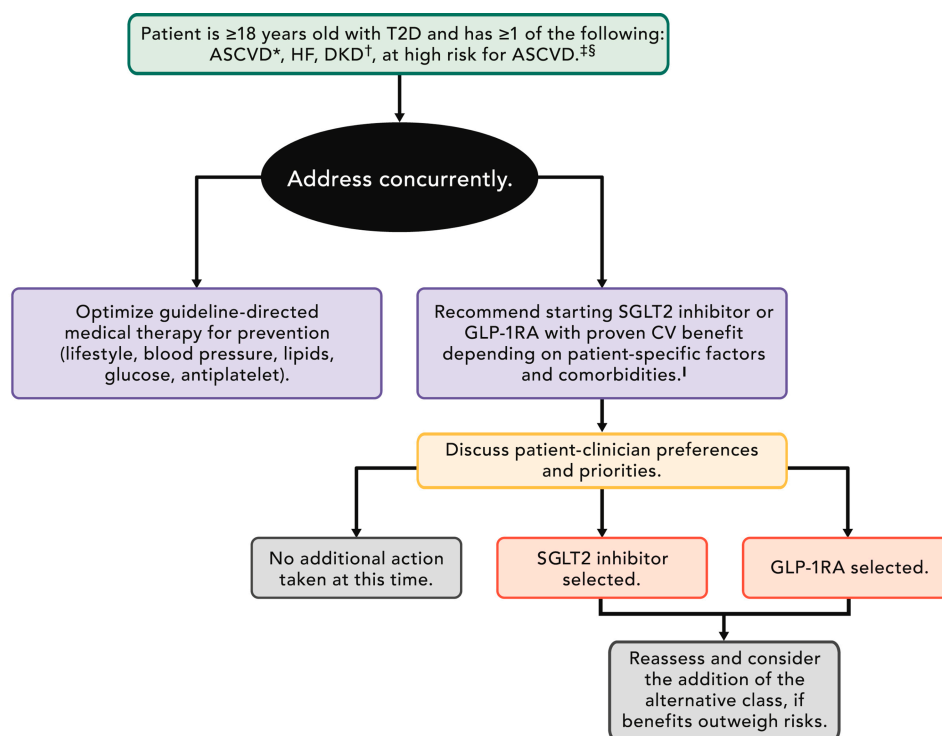 Patient is ≥18 years old with T2D and has ≥1 of the following:
ASCVD*, HF, DKD†, at high risk for ASCVD.‡§
Address concurrently.
Optimize guideline-directed
medical therapy for prevention
(lifestyle, blood pressure, lipids,
glucose, antiplatelet).
Recommend starting SGLT2 inhibitor or
GLP-1RA with proven CV benefit
depending on patient-specific factors
and comorbidities.ǀ
Discuss patient-clinician preferences
and priorities.
No additional action
taken at this time.
SGLT2 inhibitor
selected.
GLP-1RA selected.
Reassess and consider
the addition of the
alternative class, if
benefits outweigh risks.